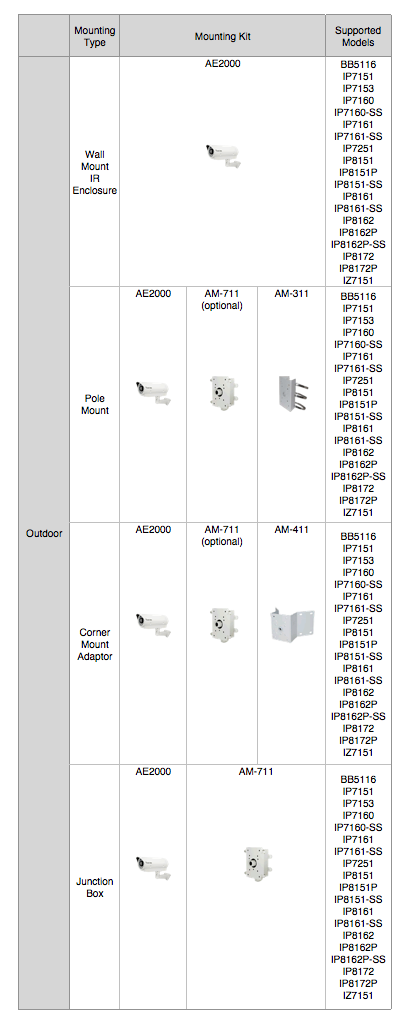 Mounting
Type
Mounting Kit
Supported
Models
Outdoor
Wall
Mount
IR
Enclosure
AE2000
BB5116
IP7151
IP7153
IP7160
IP7160-SS
IP7161
IP7161-SS
IP7251
IP8151
IP8151P
IP8151-SS
IP8161
IP8161-SS
IP8162
IP8162P
IP8162P-SS
IP8172
IP8172P
IZ7151
Pole
Mount
AE2000
AM-711
(optional)
AM-311
BB5116
IP7151
IP7153
IP7160
IP7160-SS
IP7161
IP7161-SS
IP7251
IP8151
IP8151P
IP8151-SS
IP8161
IP8161-SS
IP8162
IP8162P
IP8162P-SS
IP8172
IP8172P
IZ7151
Corner
Mount
Adaptor
AE2000
AM-711
(optional)
AM-411
BB5116
IP7151
IP7153
IP7160
IP7160-SS
IP7161
IP7161-SS
IP7251
IP8151
IP8151P
IP8151-SS
IP8161
IP8161-SS
IP8162
IP8162P
IP8162P-SS
IP8172
IP8172P
IZ7151
Junction
Box
AE2000
AM-711
BB5116
IP7151
IP7153
IP7160
IP7160-SS
IP7161
IP7161-SS
IP7251
IP8151
IP8151P
IP8151-SS
IP8161
IP8161-SS
IP8162
IP8162P
IP8162P-SS
IP8172
IP8172P
IZ7151